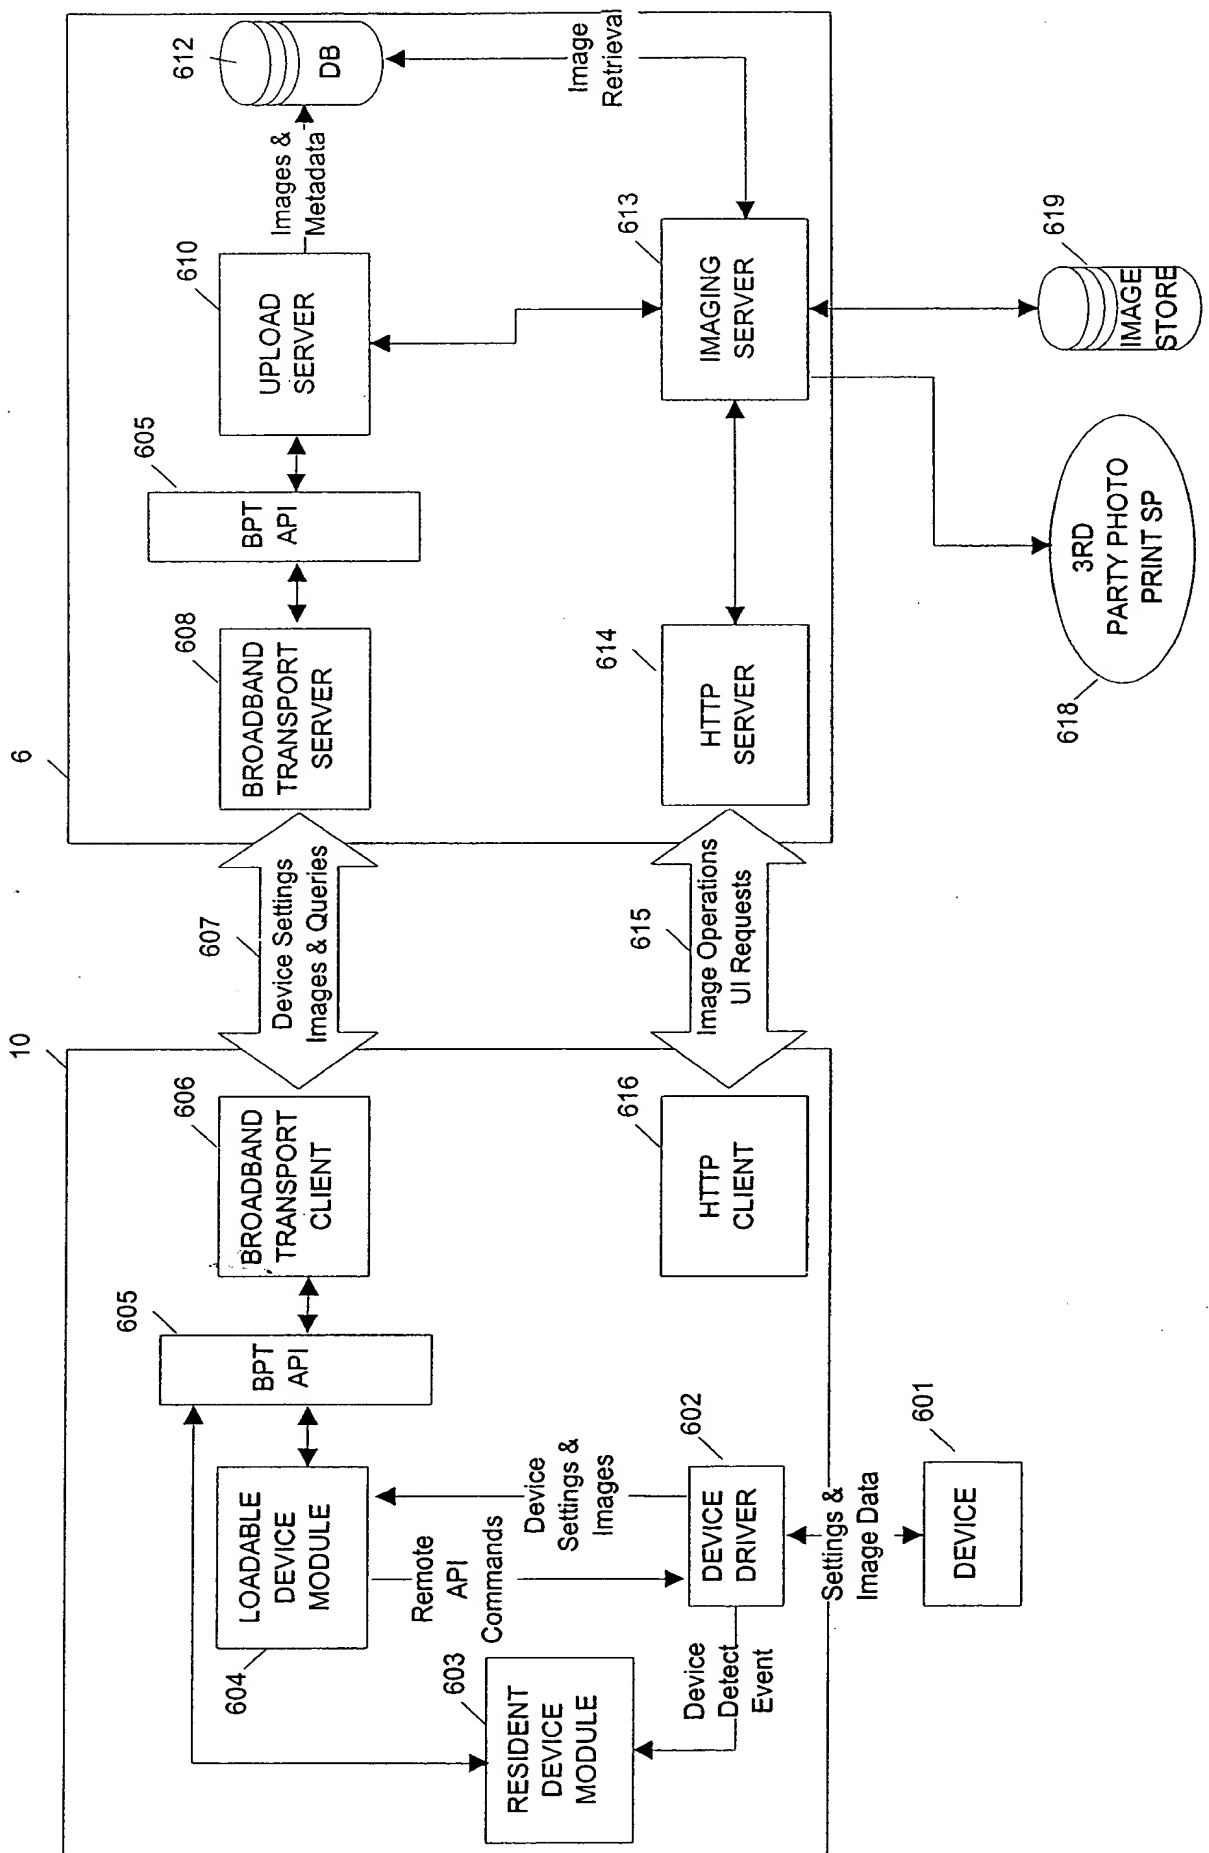 10
6
605
606
607
608
605
610
612
LOADABLE
DEVICE
MODULE
604
BPT
API
BROADBAND
TRANSPORT
CLIENT
Device Settings
Images & Queries
BROADBAND
TRANSPORT
SERVER
BPT
API
UPLOAD
SERVER
Images &
Metadata
DB
Image
Retrieval
Remote
API
Commands
Device
Settings &
Images
603
RESIDENT
DEVICE
MODULE
602
DEVICE
DRIVER
Device
Detect
Event
616
HTTP
CLIENT
615
Image Operations
UI Requests
614
HTTP
SERVER
613
IMAGING
SERVER
Settings &
Image Data
601
DEVICE
618
3RD
PARTY PHOTO
PRINT SP
619
IMAGE
STORE